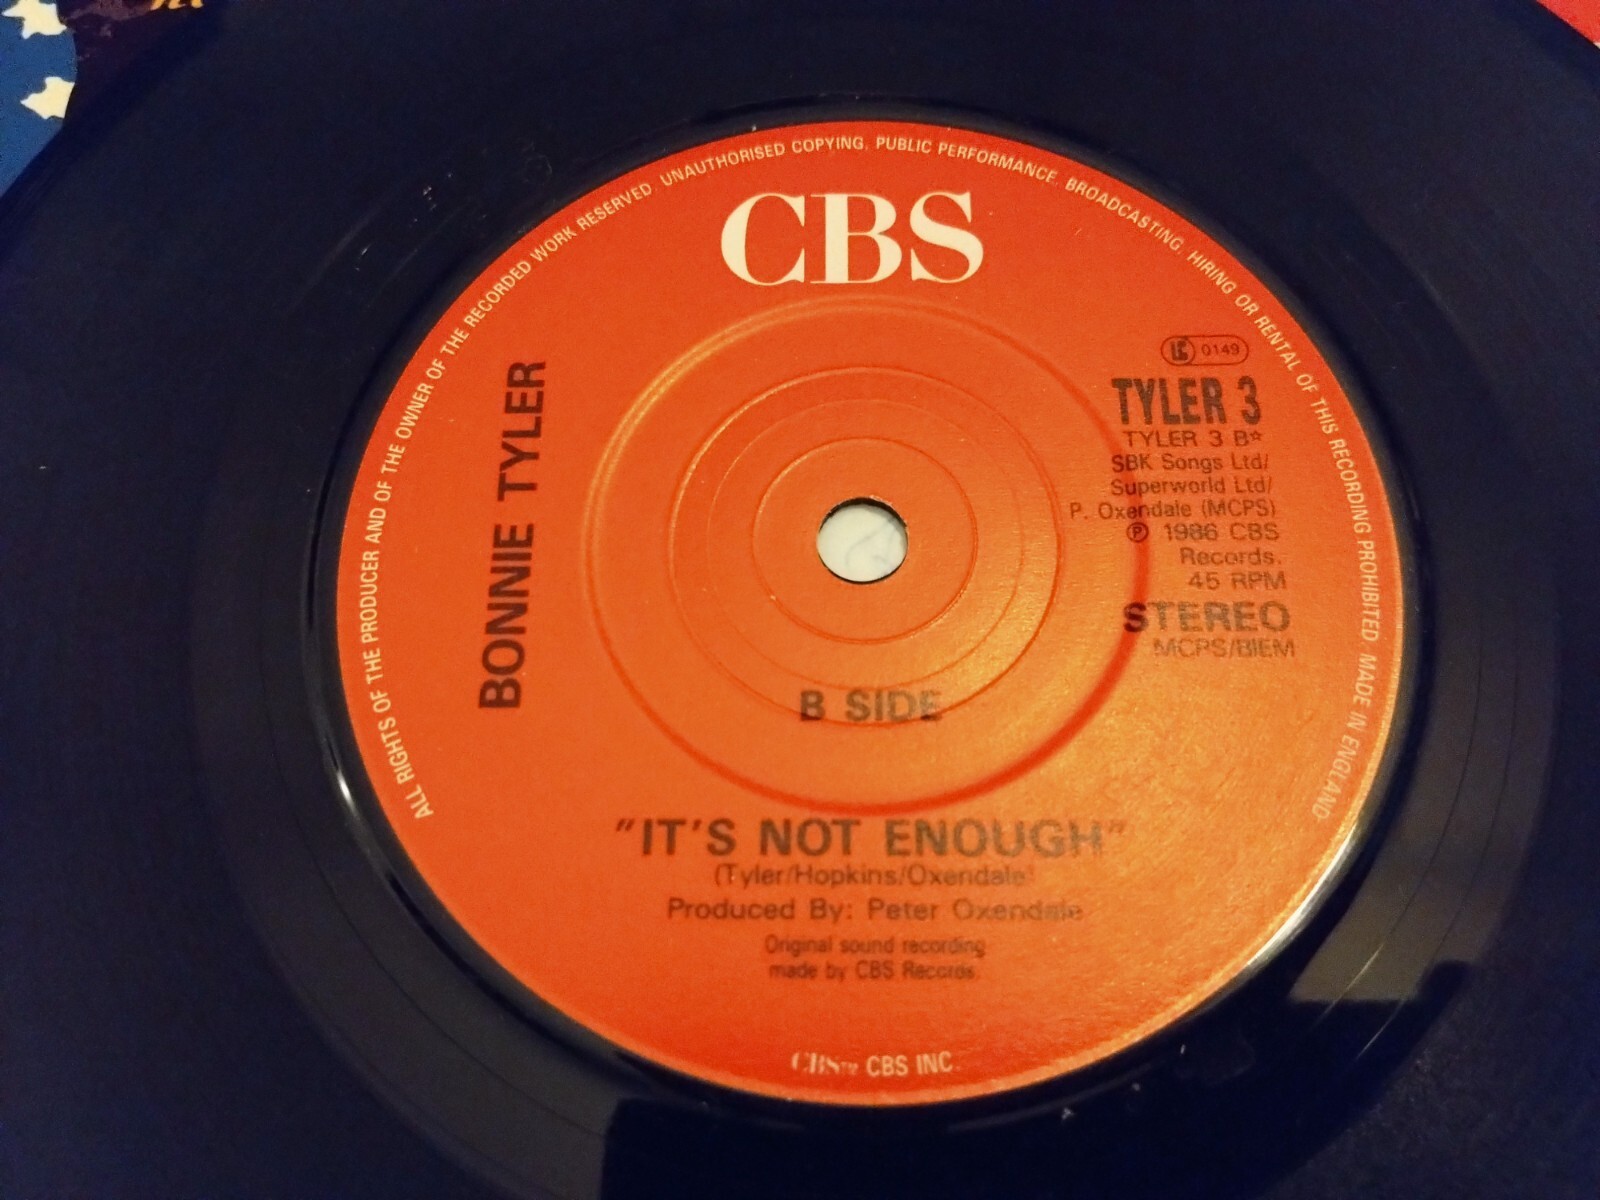 ALL RIGHTS OF THE PRODUCER AND OF THE OWNER OF THE RECORDED WORK RESERVED. UNAUTHORISED COPYING, PUBLIC PERFORMANCE, BROADCASTING, HIRING OR RENTAL OF THIS RECORDING PROHIBITED. MADE IN ENGLAND
CBS
BONNIE TYLER
LC 0149
TYLER 3
TYLER 3 B☆
SBK Songs Ltd/
Superworld Ltd/
P. Oxendale (MCPS)
℗ 1986 CBS
Records.
45 RPM
STEREO
MCPS/BIEM
B SIDE
"IT'S NOT ENOUGH"
(Tyler/Hopkins/Oxendale)
Produced By: Peter Oxendale
Original sound recording
made by CBS Records.
CBS™ CBS INC.